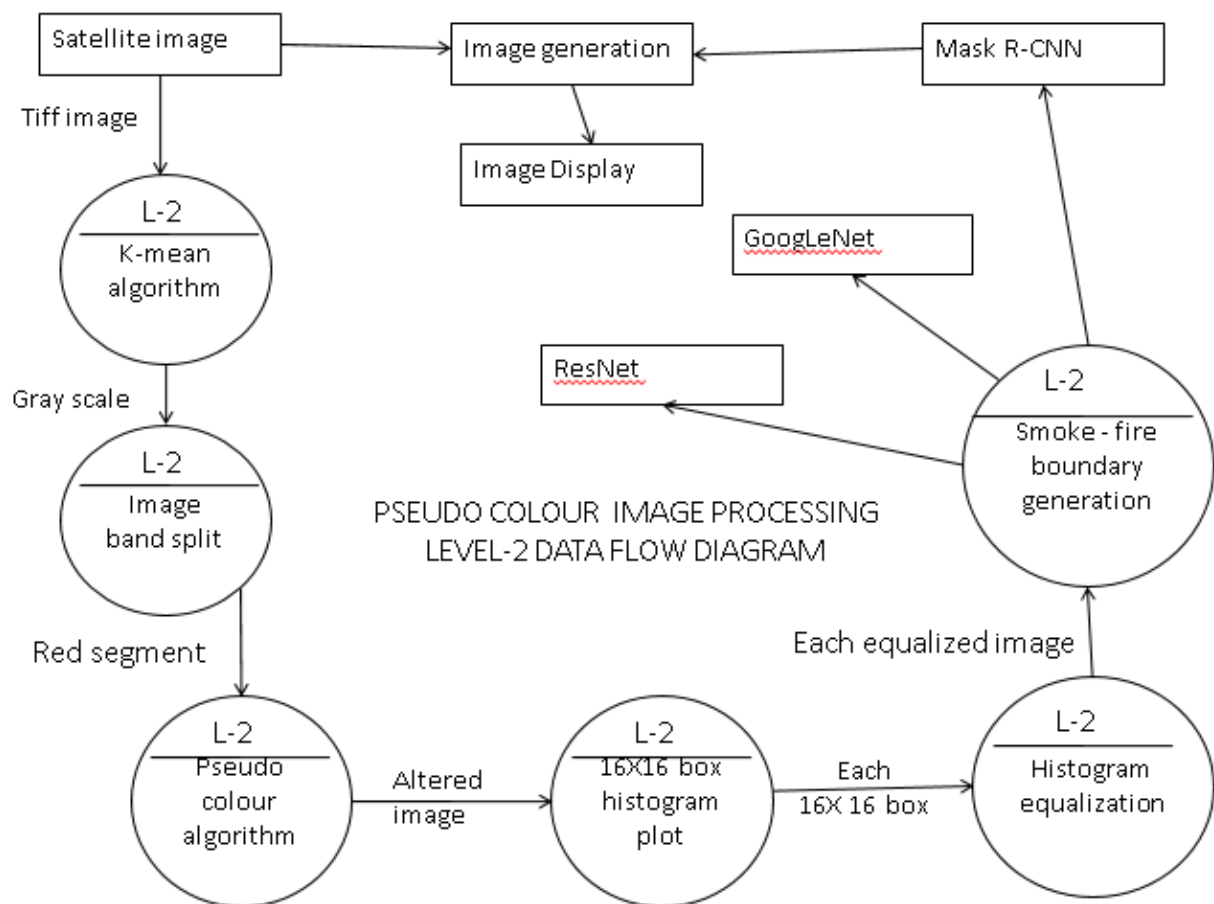 Satellite image
Image generation
Mask R-CNN
Tiff image
Image Display
L-2
K-mean
algorithm
GoogLeNet
ResNet
Gray scale
L-2
Image
band split
L-2
Smoke - fire
boundary
generation
PSEUDO COLOUR IMAGE PROCESSING
LEVEL-2 DATA FLOW DIAGRAM
Red segment
Each equalized image
L-2
Pseudo
colour
algorithm
Altered
image
L-2
16X16 box
histogram
plot
Each
16X 16 box
L-2
Histogram
equalization